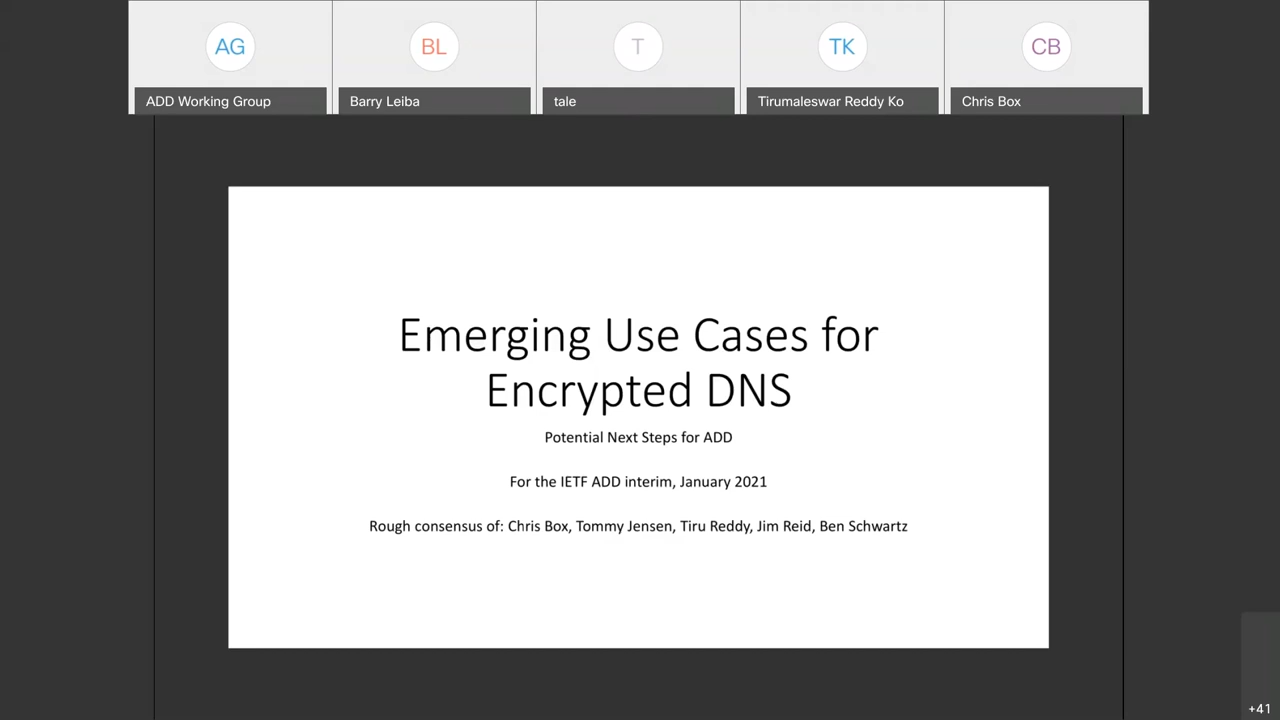 AG
BL
T
TK
CB
ADD Working Group
Barry Leiba
tale
Tirumaleswar Reddy Ko
Chris Box
Emerging Use Cases for
Encrypted DNS
Potential Next Steps for ADD
For the IETF ADD interim, January 2021
Rough consensus of: Chris Box, Tommy Jensen, Tiru Reddy, Jim Reid, Ben Schwartz
+41